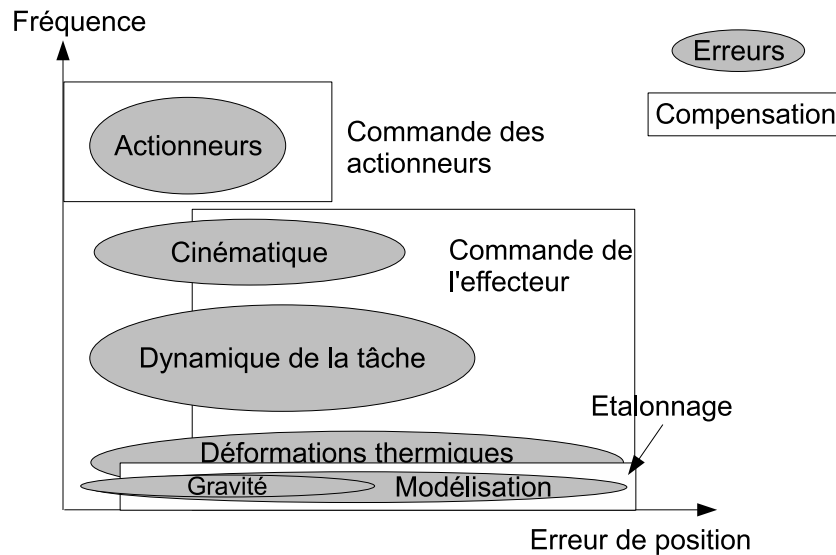 Fréquence
Erreurs
Compensation
Actionneurs
Commande des
actionneurs
Cinématique
Commande de
l'effecteur
Dynamique de la tâche
Etalonnage
Déformations thermiques
Gravité
Modélisation
Erreur de position